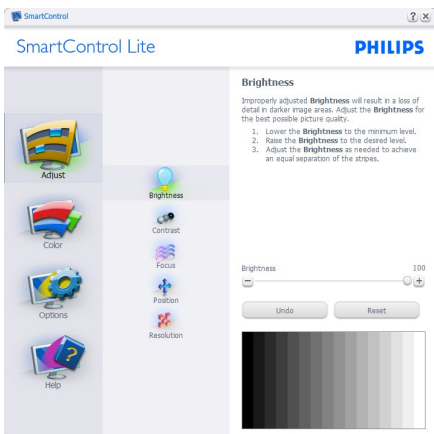 SmartControl
SmartControl Lite
PHILIPS
Adjust
Color
Options
Help
Brightness
Contrast
Focus
Position
Resolution
Brightness
Improperly adjusted Brightness will result in a loss of
detail in darker image areas. Adjust the Brightness for
the best possible picture quality.
1. Lower the Brightness to the minimum level.
2. Raise the Brightness to the desired level.
3. Adjust the Brightness as needed to achieve
an equal separation of the stripes.
Brightness 100
Undo Reset